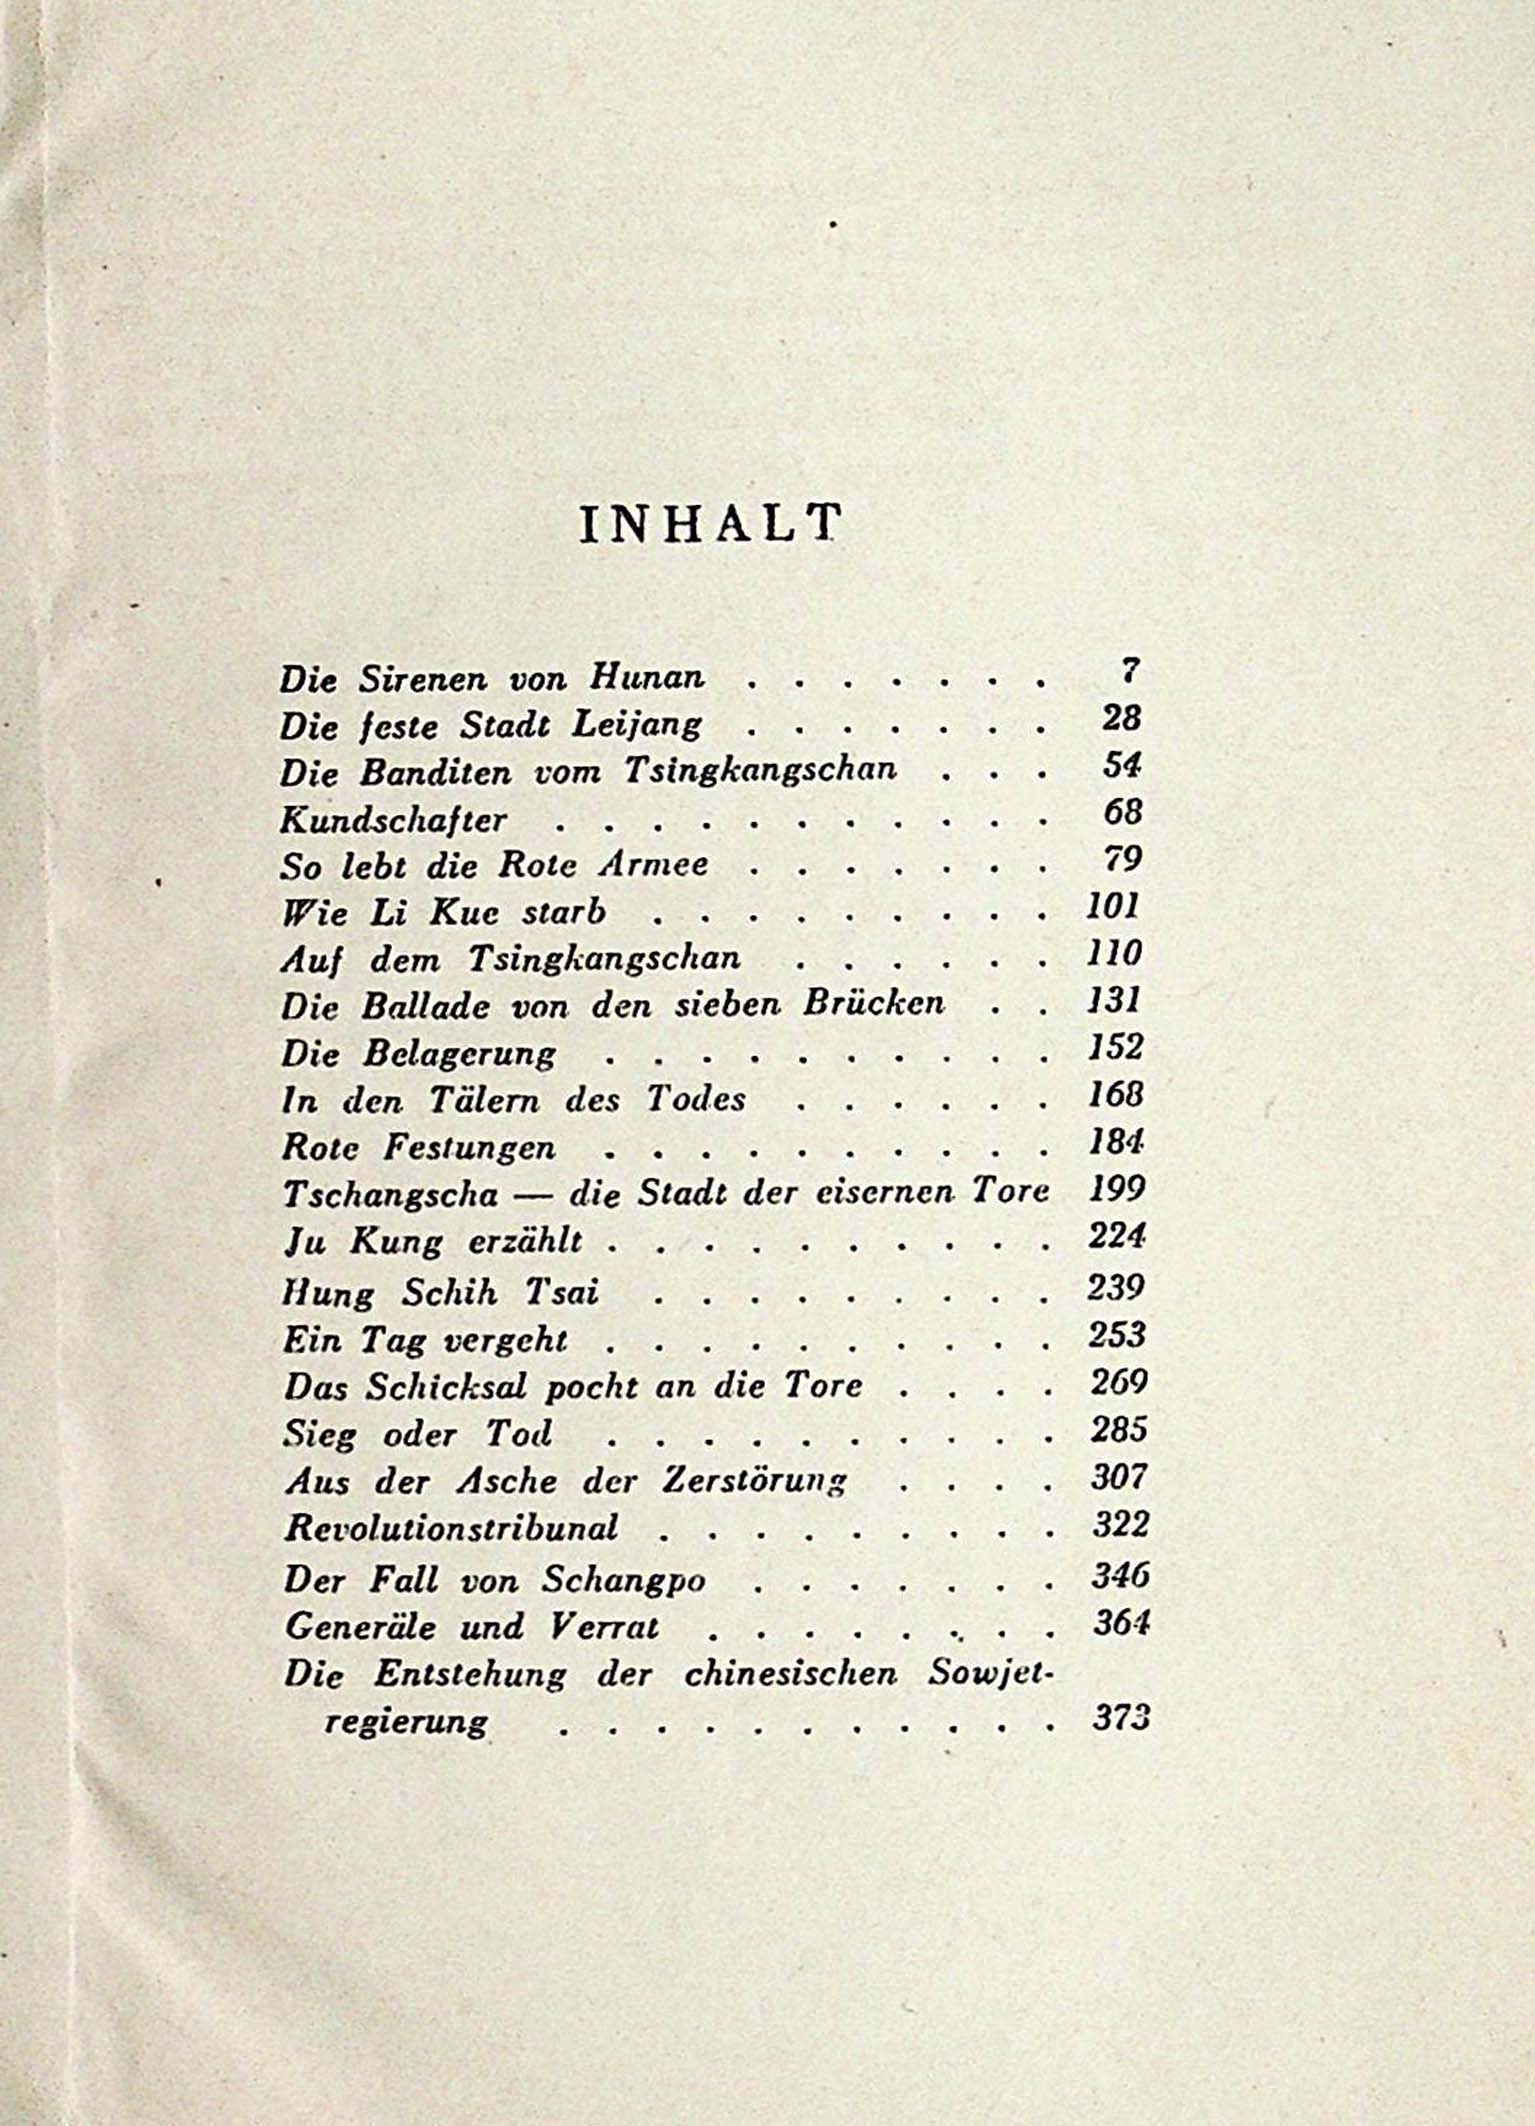 INHALT
Die Sirenen von Hunan . . . . . . . 7
Die feste Stadt Leijang . . . . . . . 28
Die Banditen vom Tsingkangschan . . . 54
Kundschafter . . . . . . . . . . . 68
So lebt die Rote Armee . . . . . . . 79
Wie Li Kue starb . . . . . . . . . 101
Auf dem Tsingkangschan . . . . . . 110
Die Ballade von den sieben Brücken . . 131
Die Belagerung . . . . . . . . . . 152
In den Tälern des Todes . . . . . . 168
Rote Festungen . . . . . . . . . . 184
Tschangscha — die Stadt der eisernen Tore 199
Ju Kung erzählt . . . . . . . . . . 224
Hung Schih Tsai . . . . . . . . . 239
Ein Tag vergeht . . . . . . . . . . 253
Das Schicksal pocht an die Tore . . . . 269
Sieg oder Tod . . . . . . . . . . 285
Aus der Asche der Zerstörung . . . . 307
Revolutionstribunal . . . . . . . . . 322
Der Fall von Schangpo . . . . . . . 346
Generäle und Verrat . . . . . . . . 364
Die Entstehung der chinesischen Sowjet-
regierung . . . . . . . . . . . 373